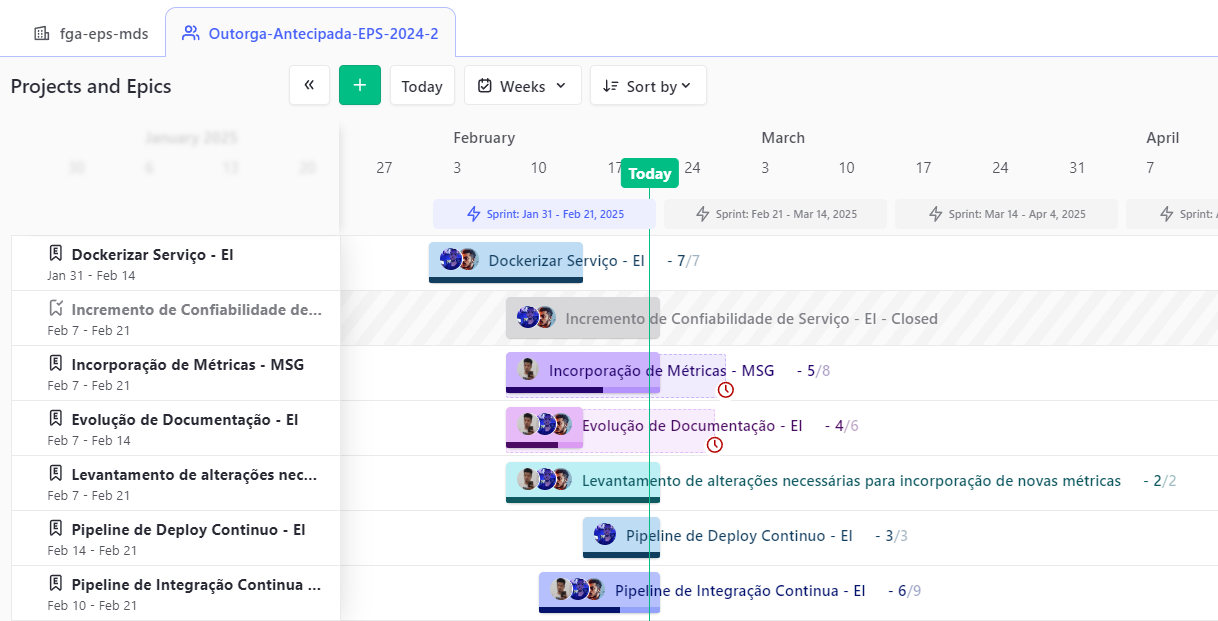 fga-eps-mds
Outorga-Antecipada-EPS-2024-2
Projects and Epics
«
+
Today
Weeks
Sort by
January 2025
February
March
April
30
6
13
20
27
3
10
17
24
3
10
17
24
31
7
Today
Sprint: Jan 31 - Feb 21, 2025
Sprint: Feb 21 - Mar 14, 2025
Sprint: Mar 14 - Apr 4, 2025
Sprint:
Dockerizar Serviço - EI
Jan 31 - Feb 14
Dockerizar Serviço - EI - 7/7
Incremento de Confiabilidade de...
Feb 7 - Feb 21
Incremento de Confiabilidade de Serviço - EI - Closed
Incorporação de Métricas - MSG
Feb 7 - Feb 21
Incorporação de Métricas - MSG - 5/8
Evolução de Documentação - EI
Feb 7 - Feb 14
Evolução de Documentação - EI - 4/6
Levantamento de alterações nec...
Feb 7 - Feb 21
Levantamento de alterações necessárias para incorporação de novas métricas - 2/2
Pipeline de Deploy Continuo - EI
Feb 14 - Feb 21
Pipeline de Deploy Continuo - EI - 3/3
Pipeline de Integração Continua ...
Feb 10 - Feb 21
Pipeline de Integração Continua - EI - 6/9